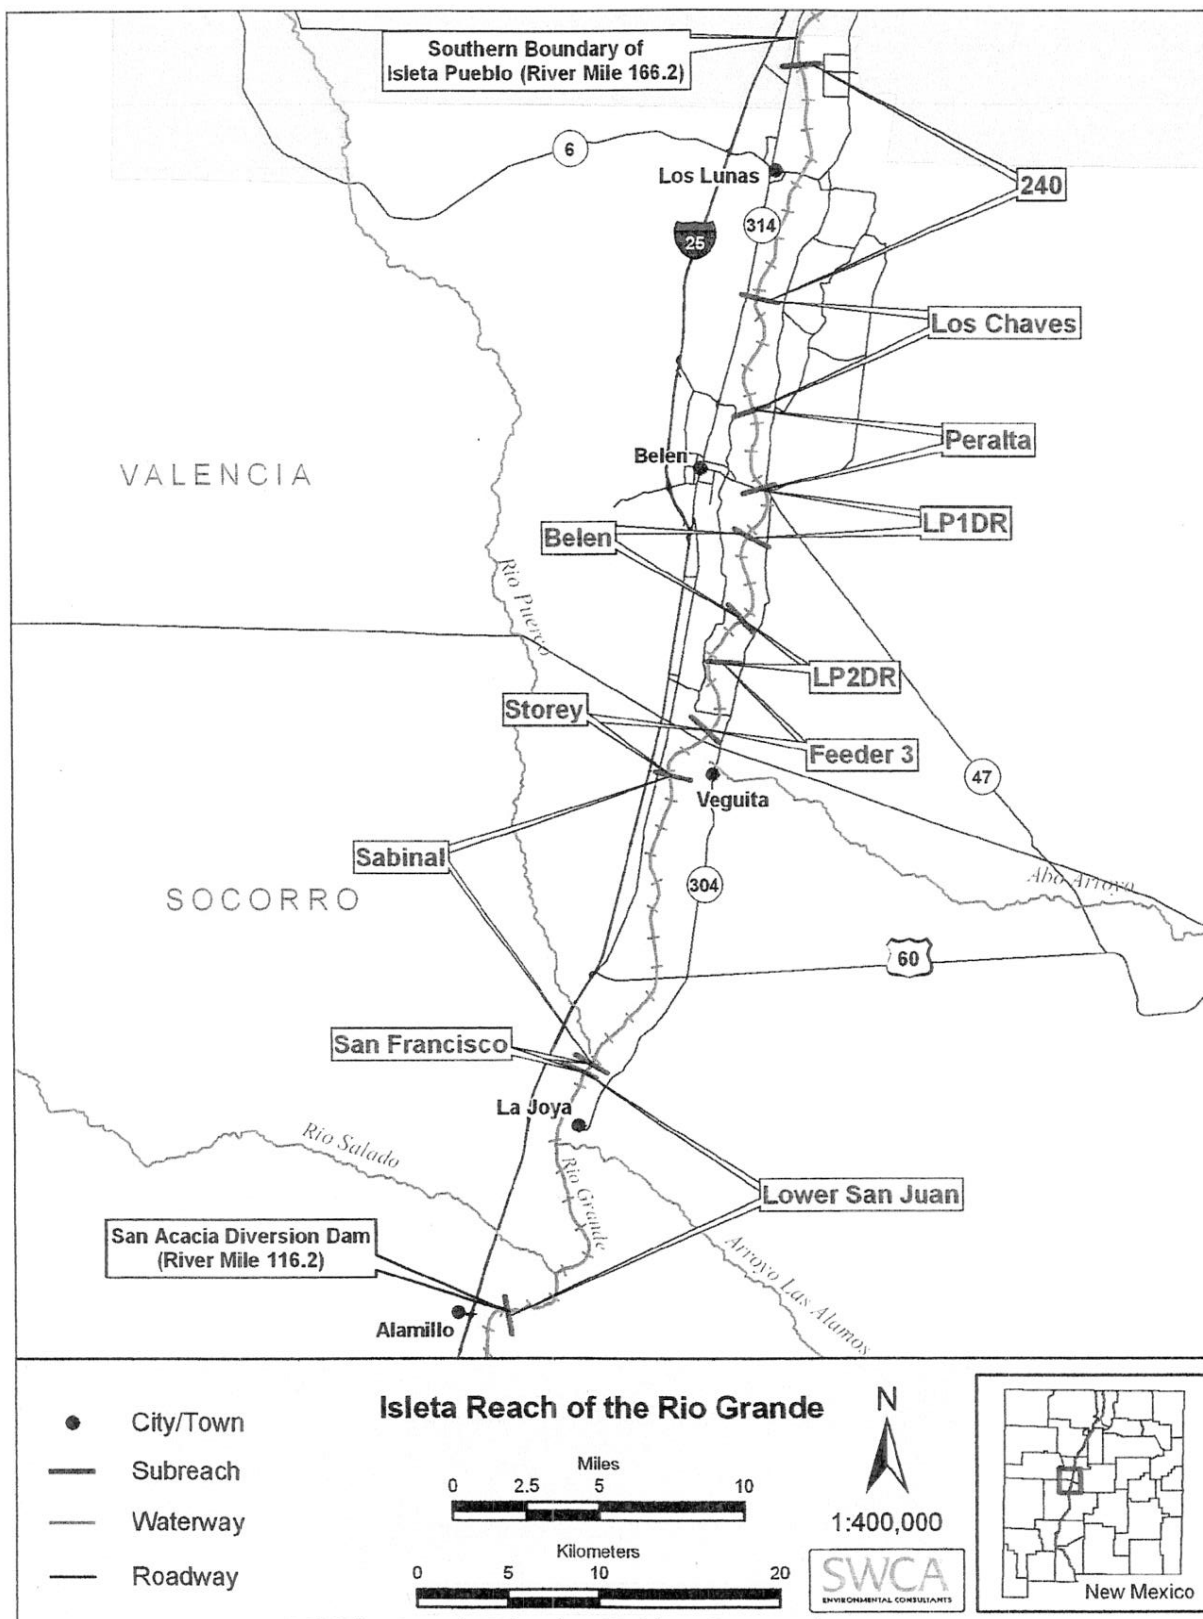 Southern Boundary of
Isleta Pueblo (River Mile 166.2)
6
Los Lunas
240
314
25
Los Chaves
Peralta
Belen
VALENCIA
LP1DR
Belen
Rio Puerco
LP2DR
Storey
Feeder 3
47
Veguita
Sabinal
Abo Arroyo
304
SOCORRO
60
San Francisco
La Joya
Rio Salado
Rio Grande
Lower San Juan
San Acacia Diversion Dam
(River Mile 116.2)
Arroyo Las Alamos
Alamillo
Isleta Reach of the Rio Grande
N
City/Town
Subreach
Waterway
Roadway
Miles
0 2.5 5 10
Kilometers
0 5 10 20
1:400,000
SWCA
ENVIRONMENTAL CONSULTANTS
New Mexico